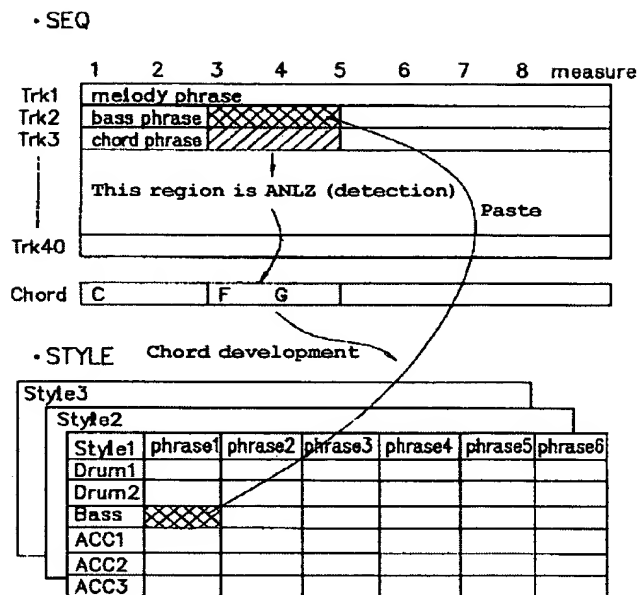 • SEQ
1 2 3 4 5 6 7 8 measure
Trk1 melody phrase
Trk2 bass phrase
Trk3 chord phrase
This region is ANLZ (detection)
Paste
Trk40
Chord C F G
• STYLE Chord development
Style3
Style2
Style1 phrase1 phrase2 phrase3 phrase4 phrase5 phrase6
Drum1
Drum2
Bass
ACC1
ACC2
ACC3